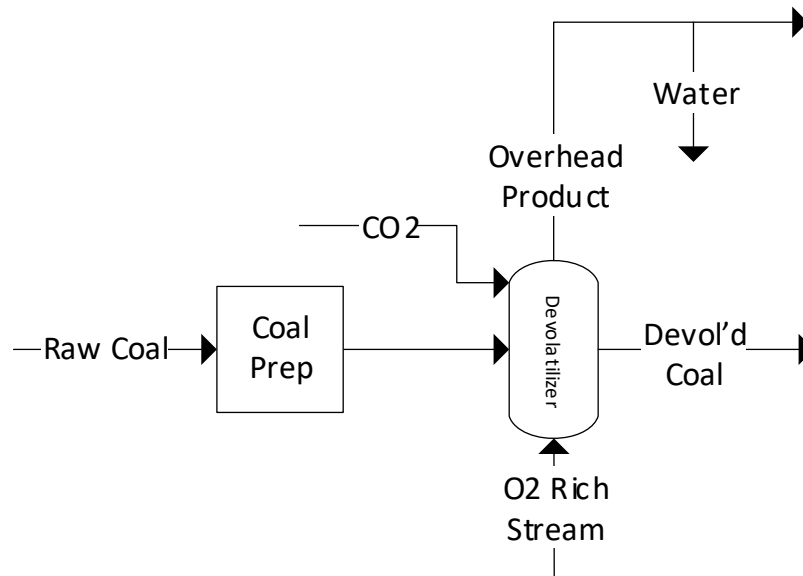 Water
Overhead
Product
CO2
Raw Coal
Coal
Prep
Devolatilizer
Devol’d
Coal
O2 Rich
Stream